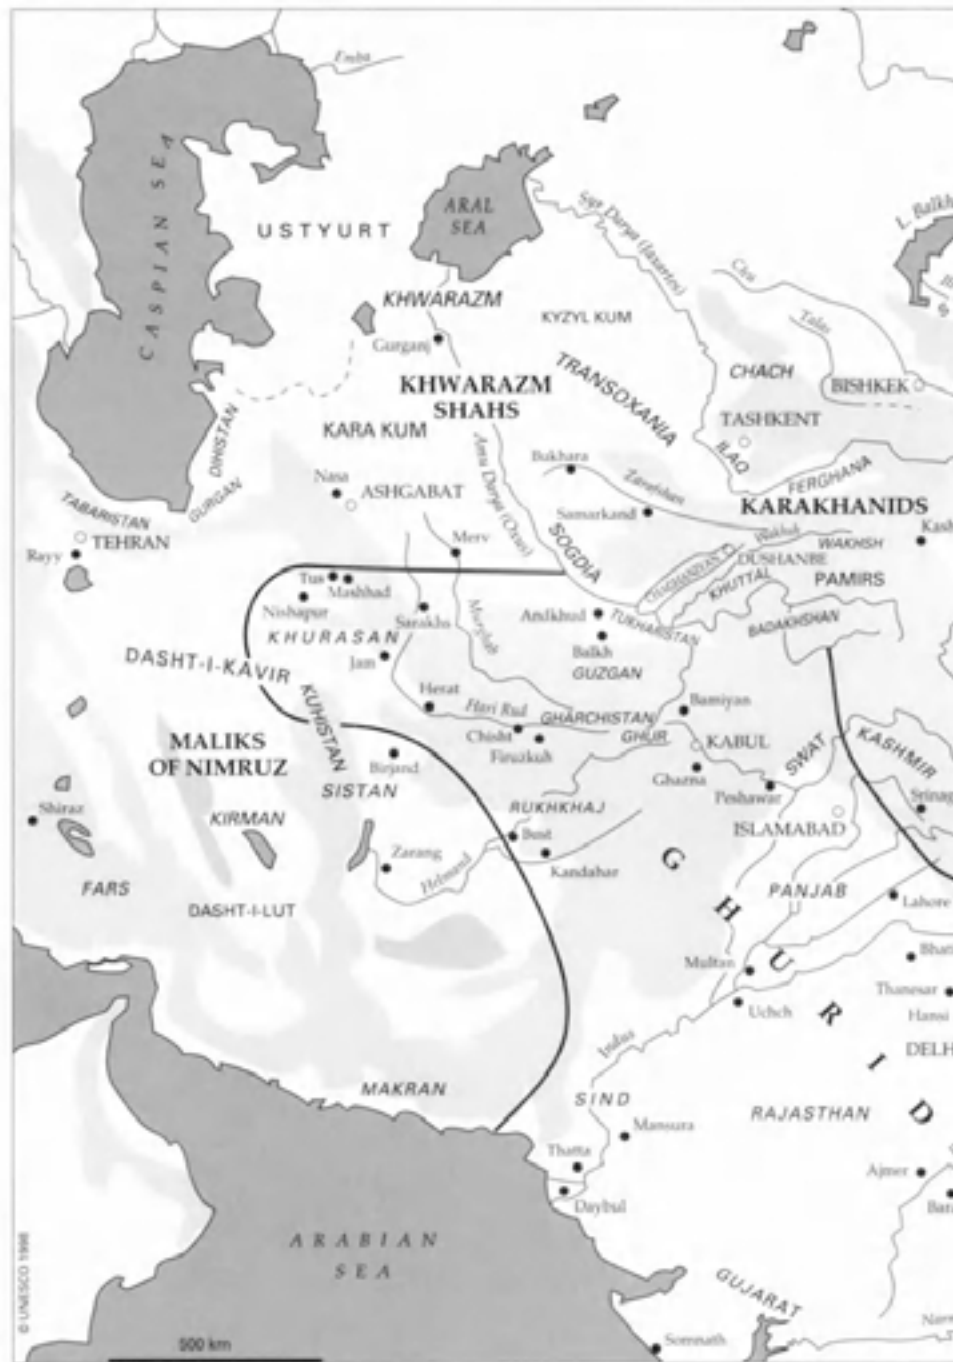 Emba
CASPIAN SEA
ARAL
SEA
Syr Darya (Jaxartes)
L. Balkh
USTYURT
Chu
KHWARAZM
KYZYL KUM
Talas
Gurganj
TRANSOXANIA
CHACH
BISHKEK
KHWARAZM
SHAHS
TASHKENT
KARA KUM
DIHISTAN
ILAQ
Amu Darya (Oxus)
Bukhara
FERGHANA
Nasa
ASHGABAT
Zarafshan
GURGAN
TABARISTAN
Samarkand
KARAKHANIDS
TEHRAN
Rayy
Merv
SOGDIA
Wakhsh
WAKHSH
Kash
CHAGHANIYAN
DUSHANBE
KHUTTAL
PAMIRS
Tus
Mashhad
Nishapur
Sarakhs
Andkhud
TUKHARISTAN
BADAKHSHAN
KHURASAN
Murghab
Balkh
Jam
GUZGAN
DASHT-I-KAVIR
KUHISTAN
Herat
Hari Rud
GHARCHISTAN
Bamiyan
MALIKS
OF NIMRUZ
Chisht
Firuzkuh
GHUR
KABUL
SWAT
KASHMIR
Birjand
Ghazna
Peshawar
SISTAN
RUKHKHAJ
Srinag
Shiraz
KIRMAN
ISLAMABAD
Bust
Zarang
Helmand
Kandahar
FARS
DASHT-I-LUT
PANJAB
Lahore
GHURID
Multan
Bhat
Uchch
Thanesar
Hansi
Indus
DELH
MAKRAN
SIND
RAJASTHAN
Mansura
Thatta
Ajmer
Daybul
ARABIAN
SEA
GUJARAT
© UNESCO 1998
500 km
Somnath